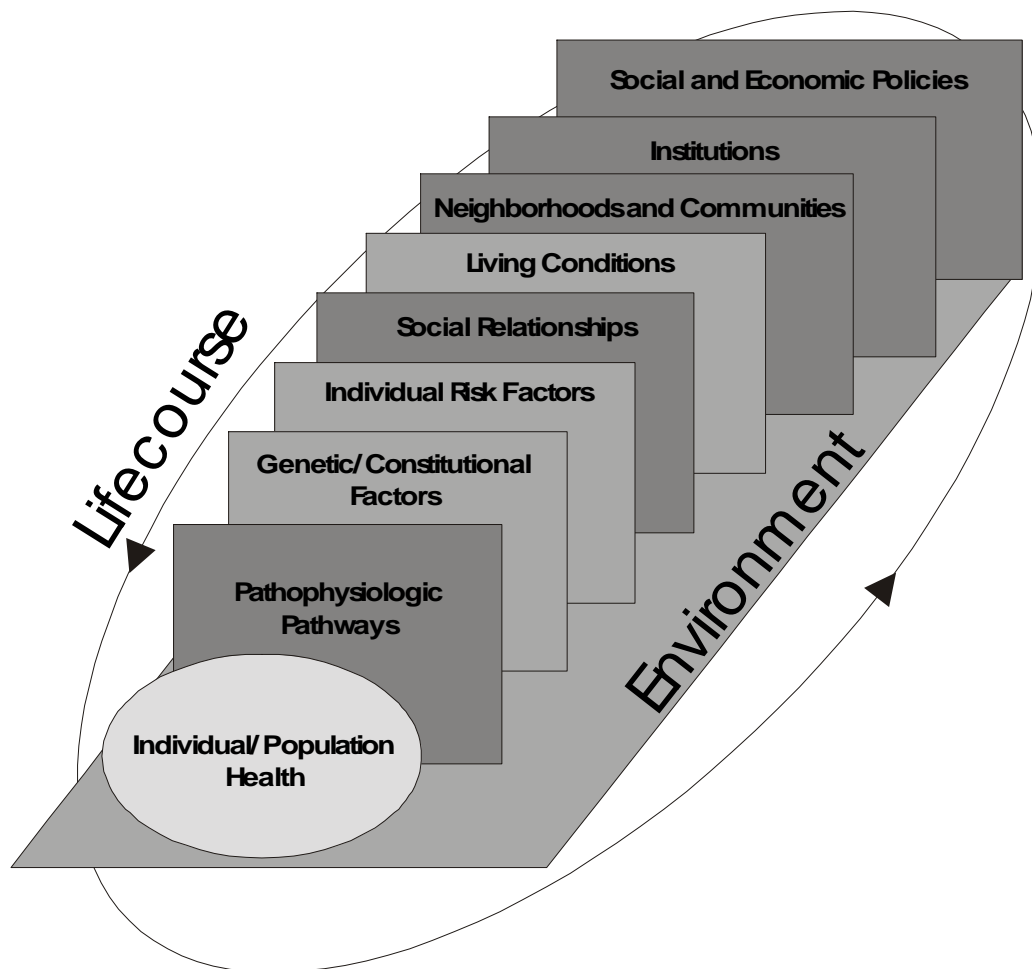 Social and Economic Policies
Institutions
Neighborhoods and Communities
Living Conditions
Social Relationships
Individual Risk Factors
Genetic/ Constitutional
Factors
Pathophysiologic
Pathways
Individual/ Population
Health
Lifecourse
Environment